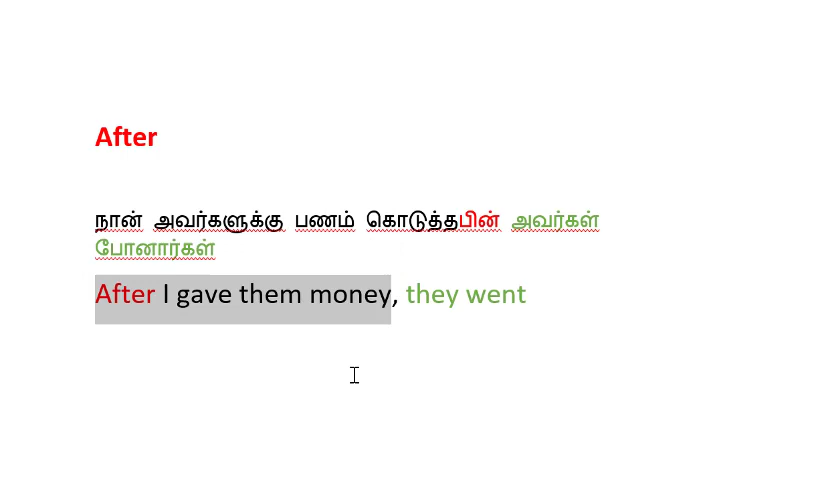 After
நான் அவர்களுக்கு பணம் கொடுத்தபின் அவர்கள்
போனார்கள்
After I gave them money, they went